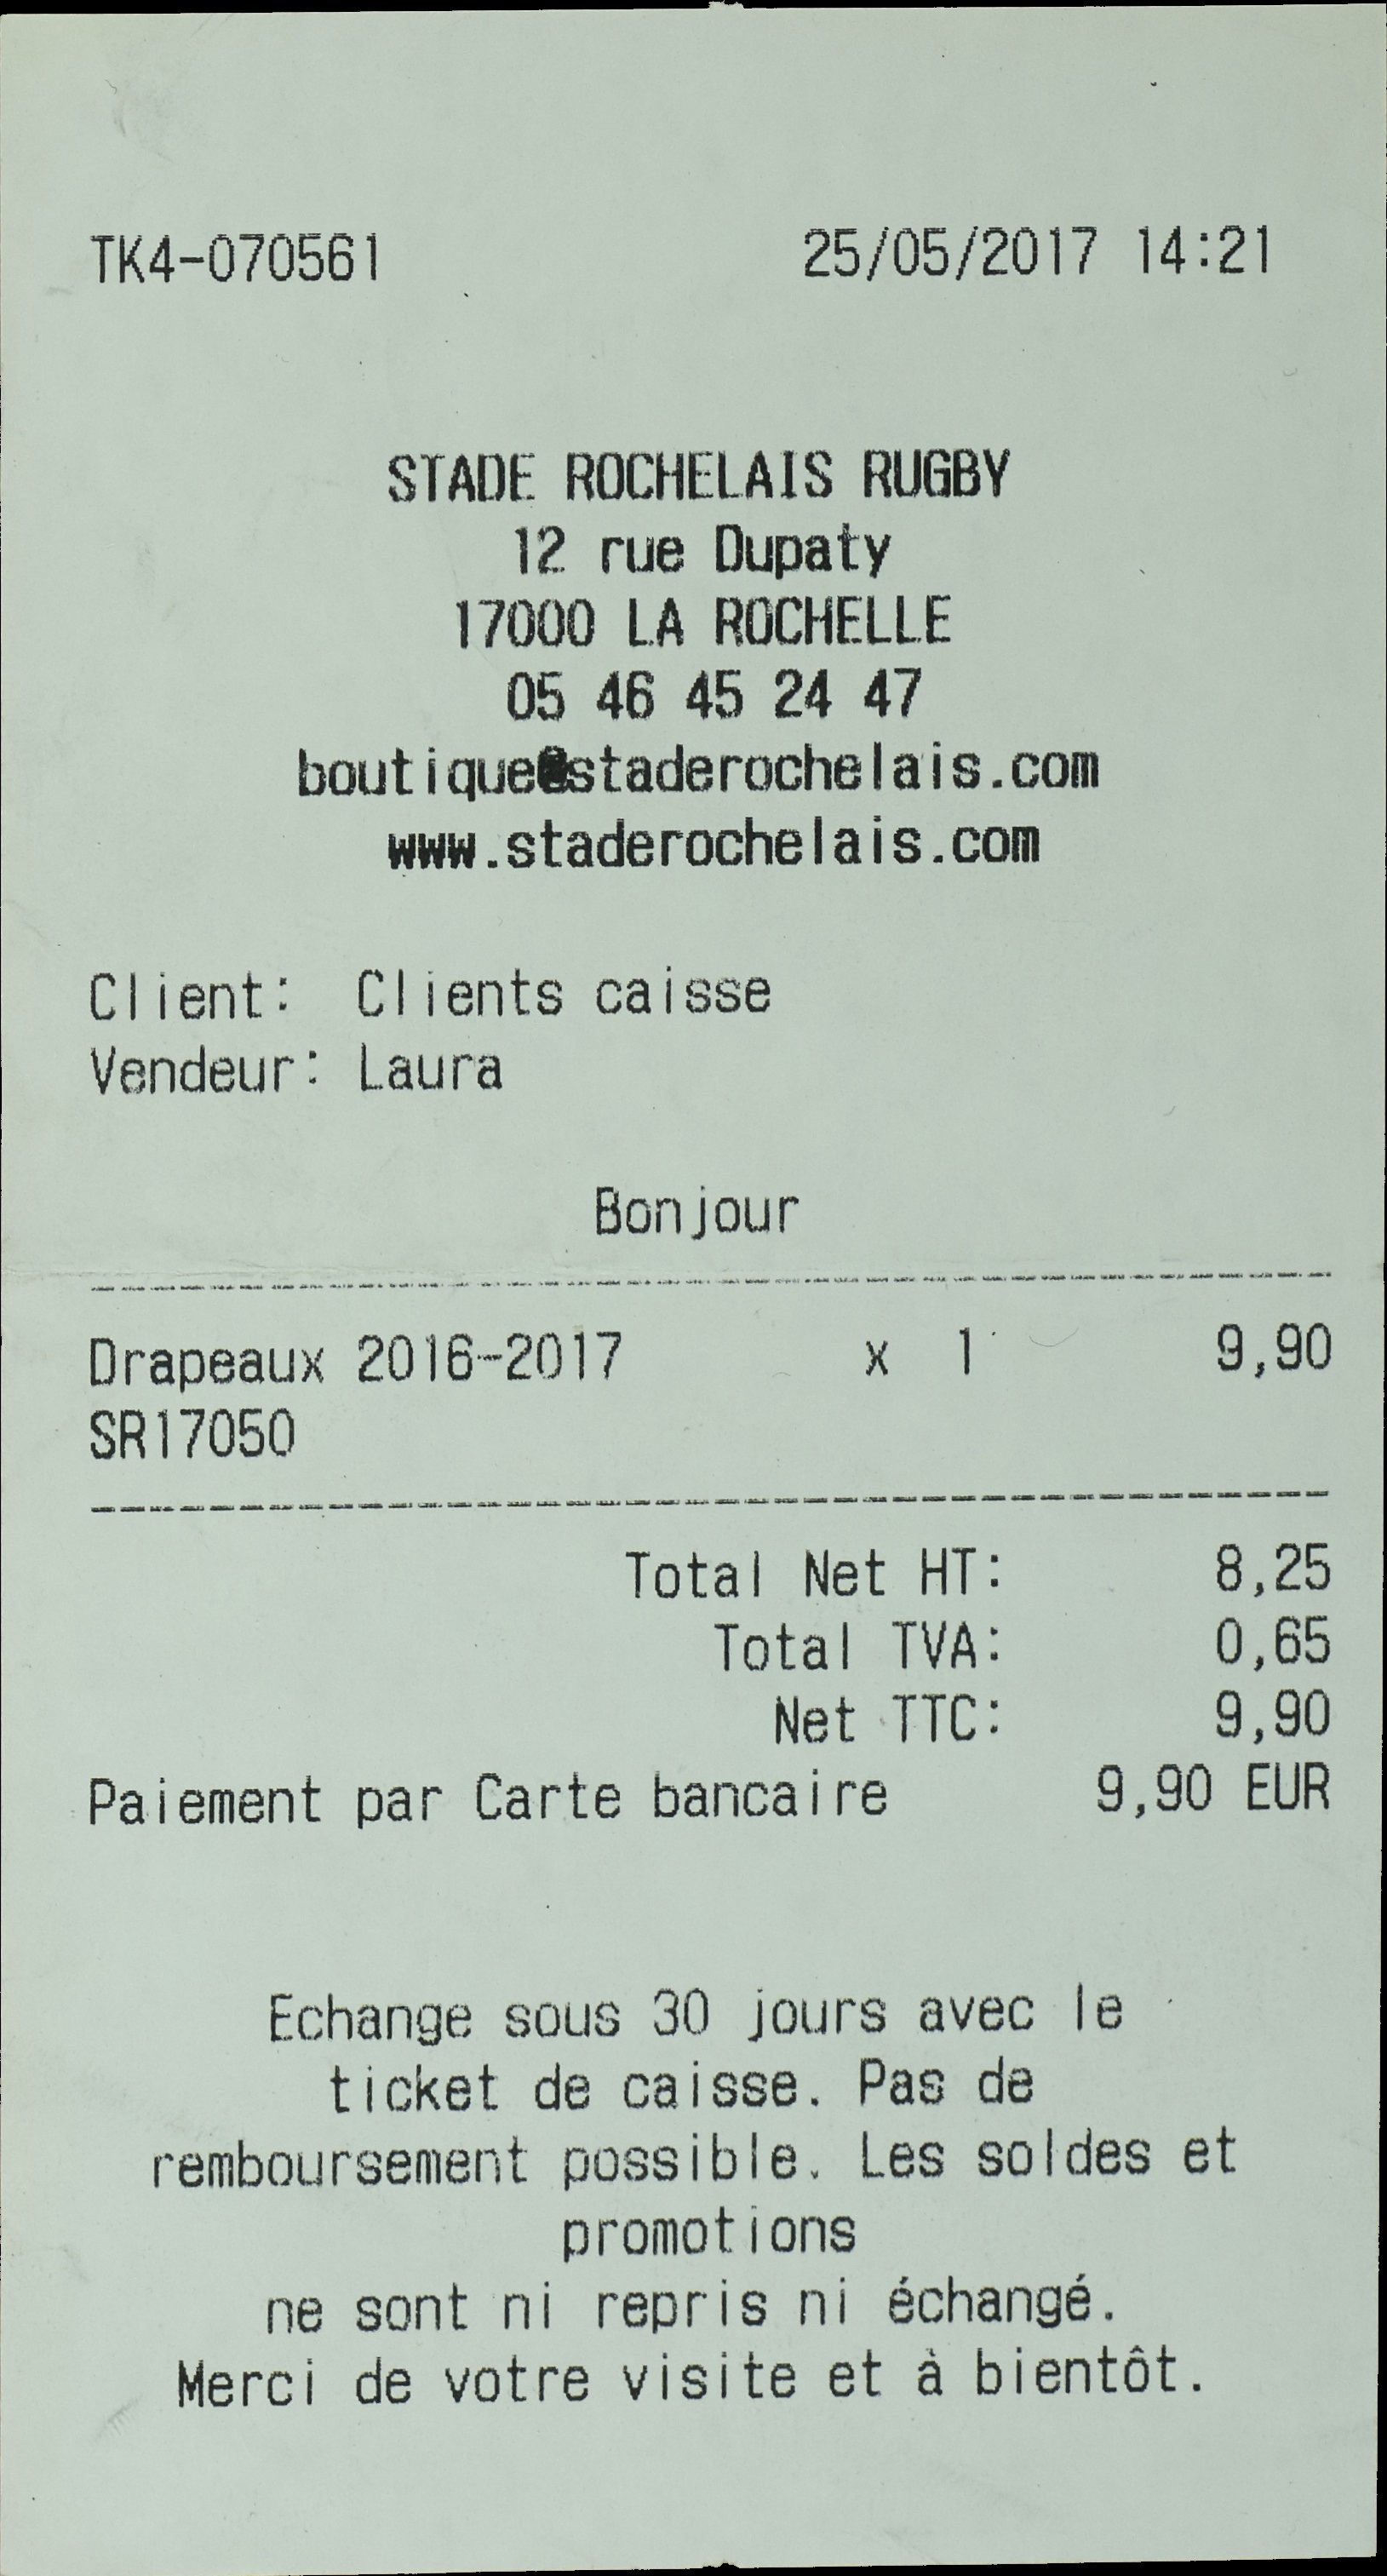 TK4-070561 25/05/2017 14:21
STADE ROCHELAIS RUGBY
12 rue Dupaty
17000 LA ROCHELLE
05 46 45 24 47
boutique@staderochelais.com
www.staderochelais.com
Client: Clients caisse
Vendeur: Laura
Bonjour
Drapeaux 2016-2017 x 1 9,90
SR17050
Total Net HT: 8,25
Total TVA: 0,65
Net TTC: 9,90
Paiement par Carte bancaire 9,90 EUR
Echange sous 30 jours avec le
ticket de caisse. Pas de
remboursement possible. Les soldes et
promotions
ne sont ni repris ni échangé.
Merci de votre visite et à bientôt.